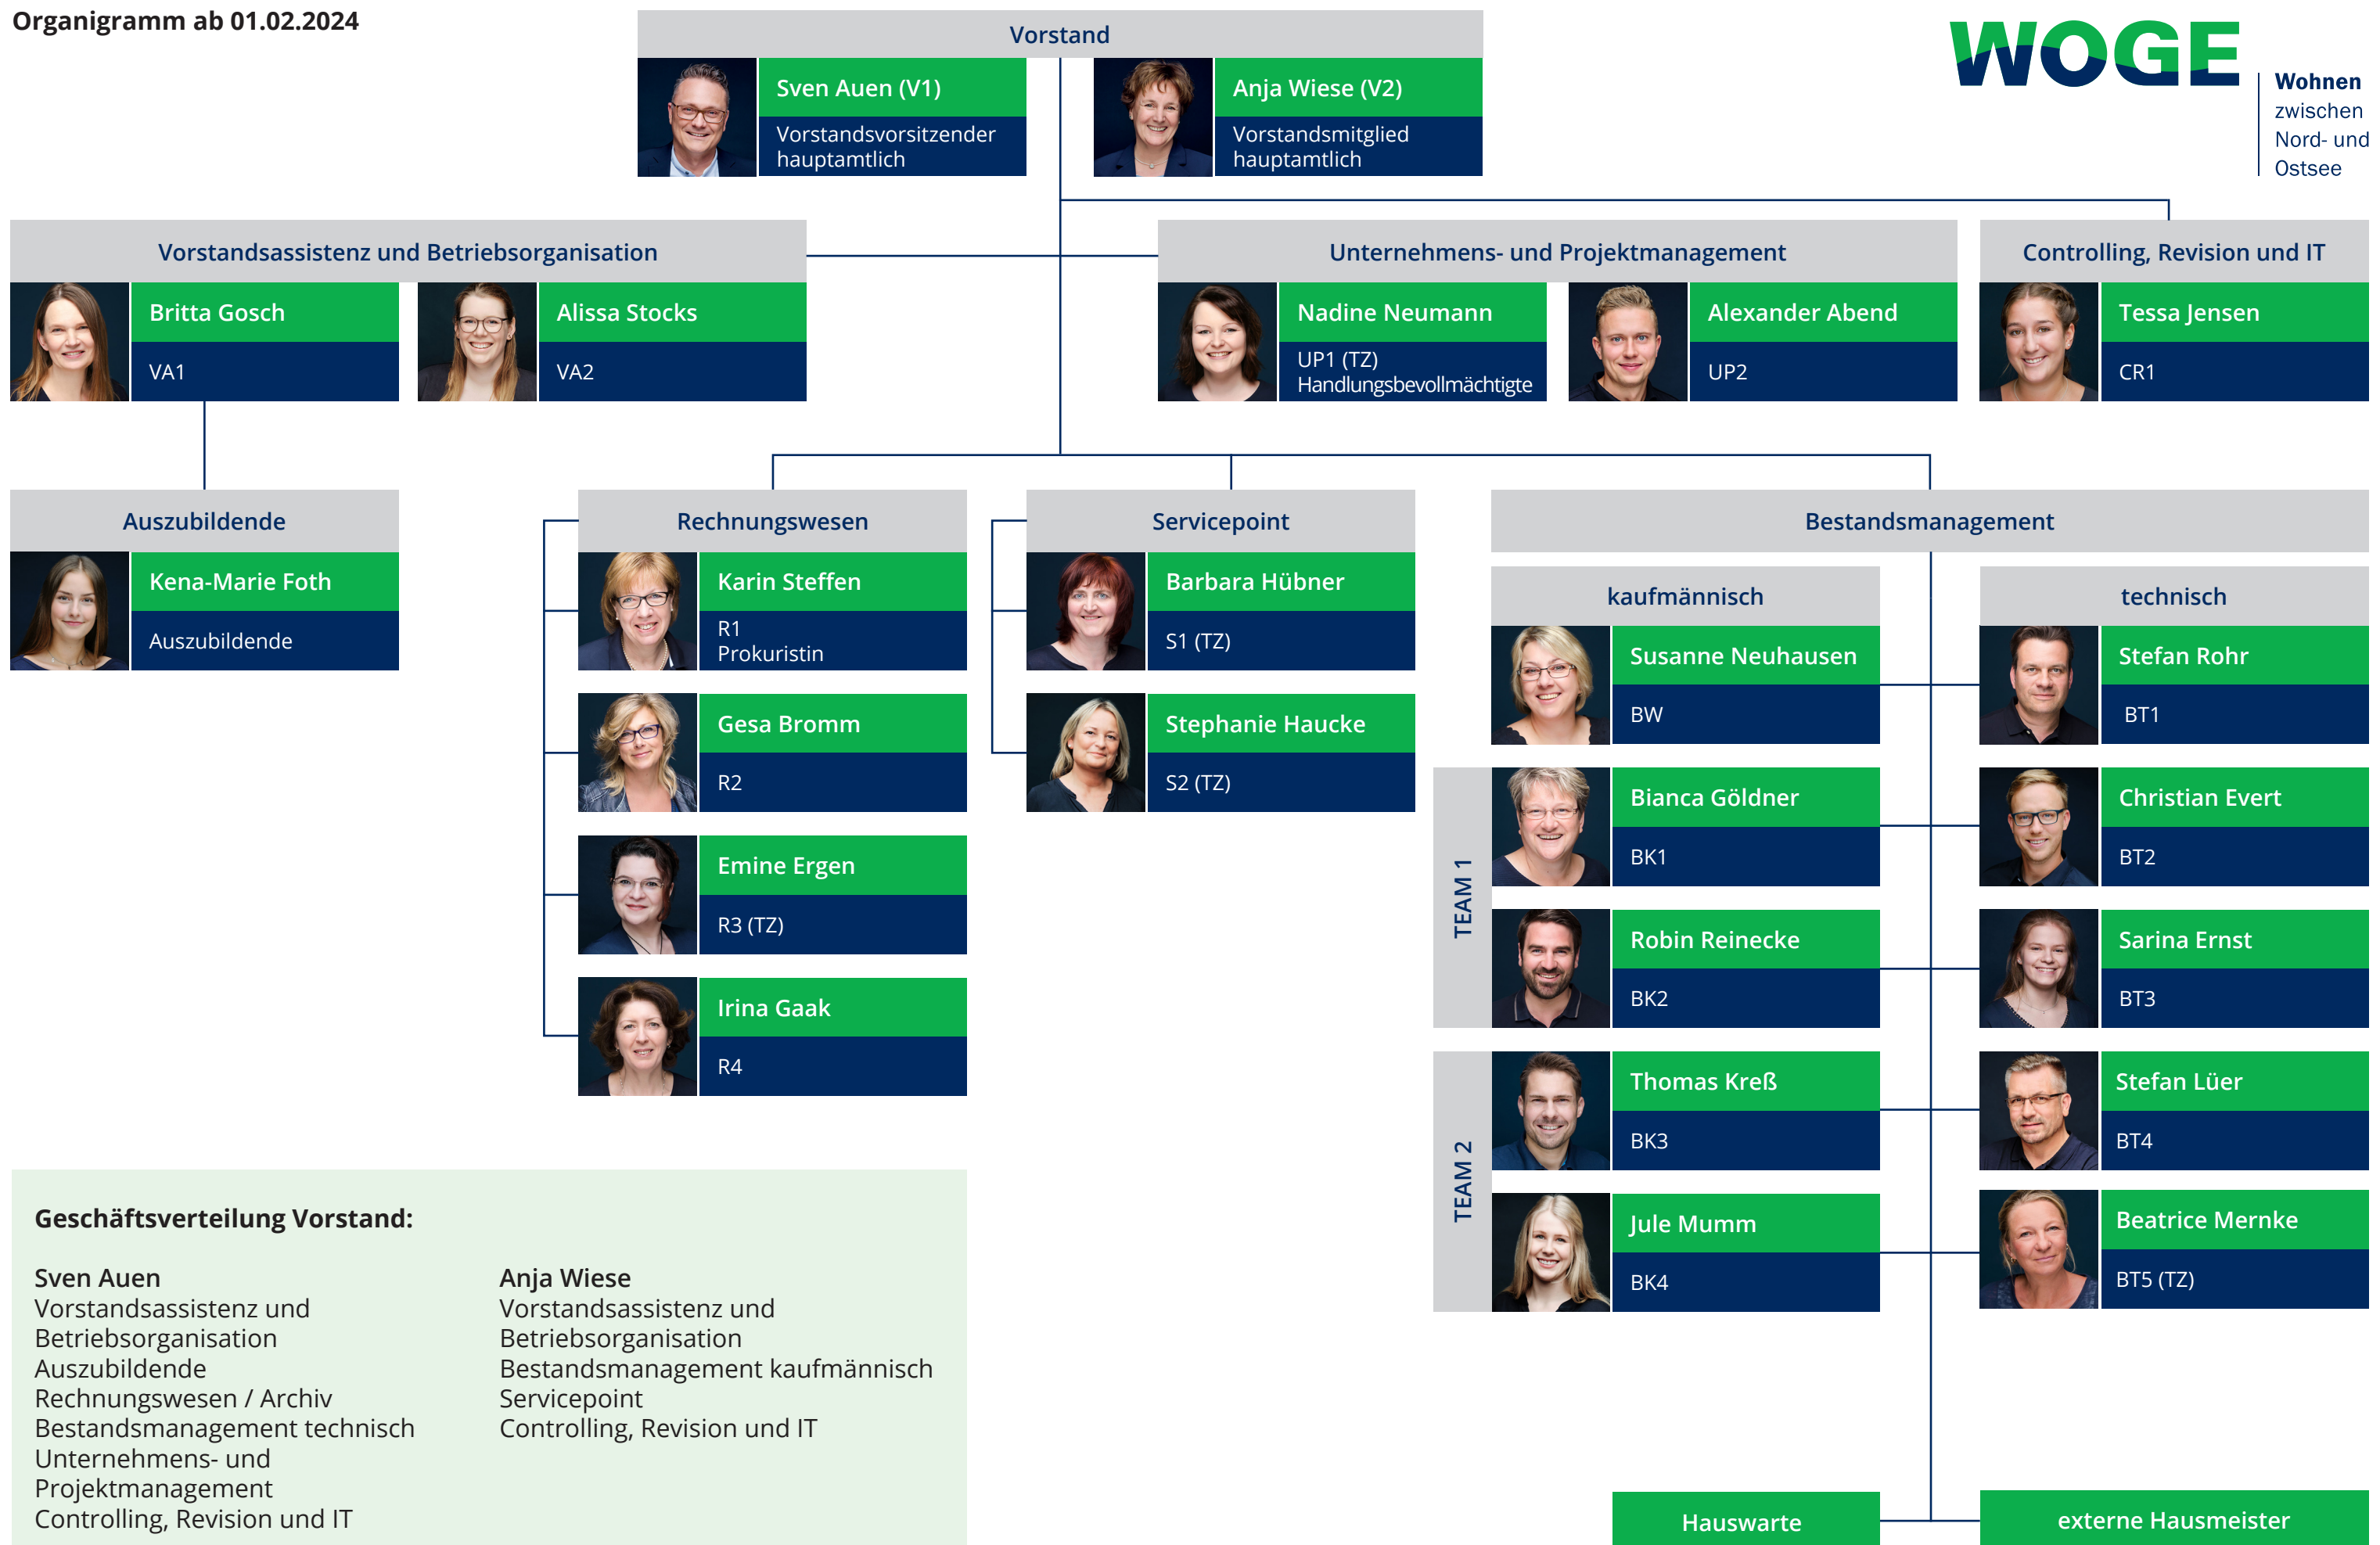 Organigramm ab 01.02.2024
Vorstand
Sven Auen (V1)
Vorstandsvorsitzender
hauptamtlich
Anja Wiese (V2)
Vorstandsmitglied
hauptamtlich
WOGE
Wohnen
zwischen
Nord- und
Ostsee
Vorstandsassistenz und Betriebsorganisation
Britta Gosch
VA1
Alissa Stocks
VA2
Unternehmens- und Projektmanagement
Nadine Neumann
UP1 (TZ)
Handlungsbevollmächtigte
Alexander Abend
UP2
Controlling, Revision und IT
Tessa Jensen
CR1
Auszubildende
Kena-Marie Foth
Auszubildende
Rechnungswesen
Karin Steffen
R1
Prokuristin
Gesa Bromm
R2
Emine Ergen
R3 (TZ)
Irina Gaak
R4
Servicepoint
Barbara Hübner
S1 (TZ)
Stephanie Haucke
S2 (TZ)
Bestandsmanagement
kaufmännisch
Susanne Neuhausen
BW
TEAM 1
Bianca Göldner
BK1
Robin Reinecke
BK2
TEAM 2
Thomas Kreß
BK3
Jule Mumm
BK4
technisch
Stefan Rohr
BT1
Christian Evert
BT2
Sarina Ernst
BT3
Stefan Lüer
BT4
Beatrice Mernke
BT5 (TZ)
Hauswarte
externe Hausmeister
Geschäftsverteilung Vorstand:
Sven Auen
Vorstandsassistenz und
Betriebsorganisation
Auszubildende
Rechnungswesen / Archiv
Bestandsmanagement technisch
Unternehmens- und
Projektmanagement
Controlling, Revision und IT
Anja Wiese
Vorstandsassistenz und
Betriebsorganisation
Bestandsmanagement kaufmännisch
Servicepoint
Controlling, Revision und IT